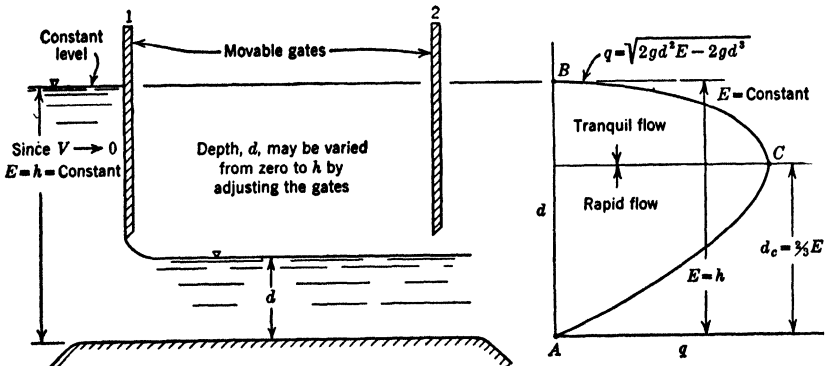 1
2
Constant
level
Movable gates
q=√2gd²E−2gd³
B
E=Constant
Since V → 0
E=h=Constant
Depth, d, may be varied
from zero to h by
adjusting the gates
Tranquil flow
C
Rapid flow
d
d_c=⅔E
E=h
d
A
q